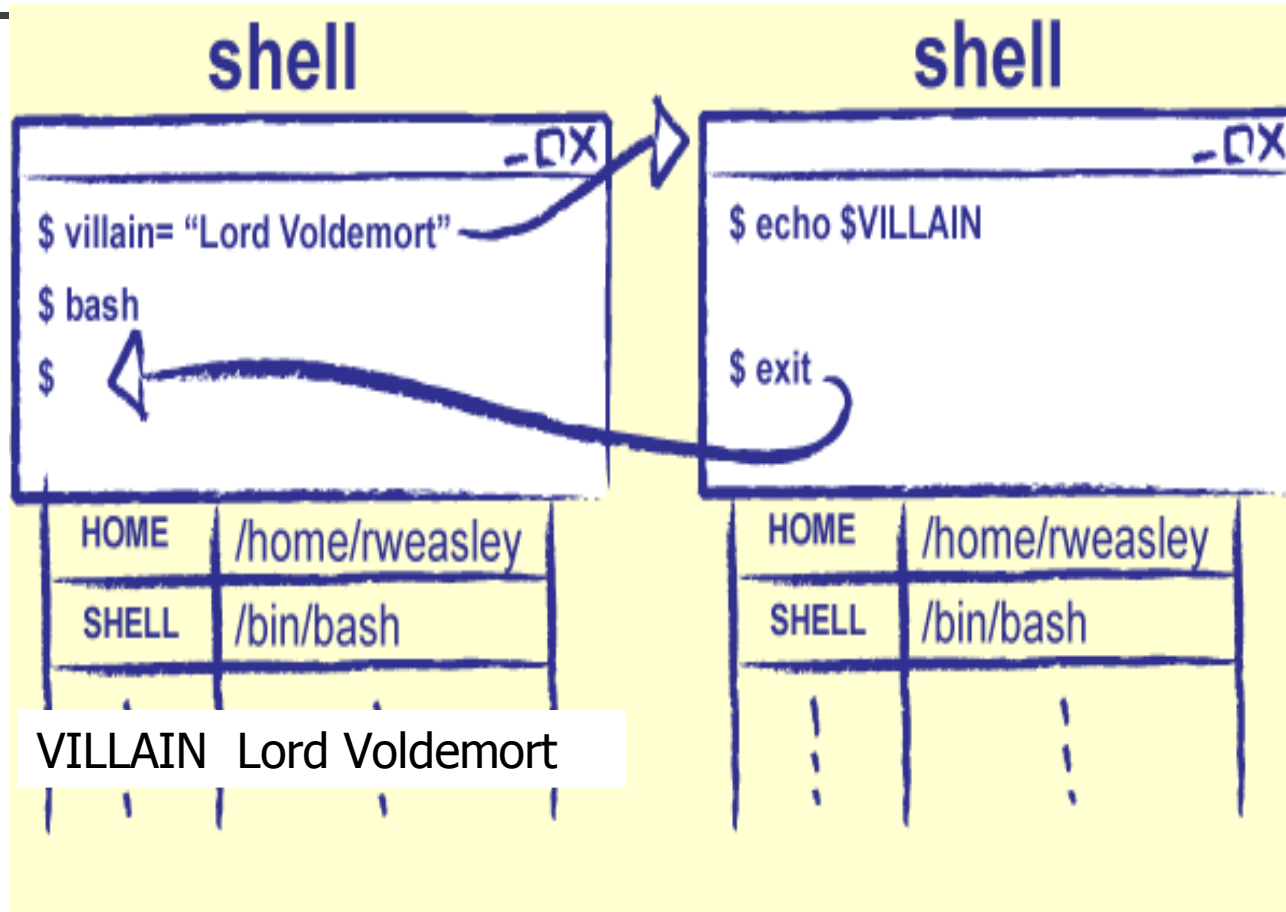 shell
$ villain= “Lord Voldemort”
$ bash
$
HOME /home/rweasley
SHELL /bin/bash
VILLAIN Lord Voldemort
shell
$ echo $VILLAIN
$ exit
HOME /home/rweasley
SHELL /bin/bash